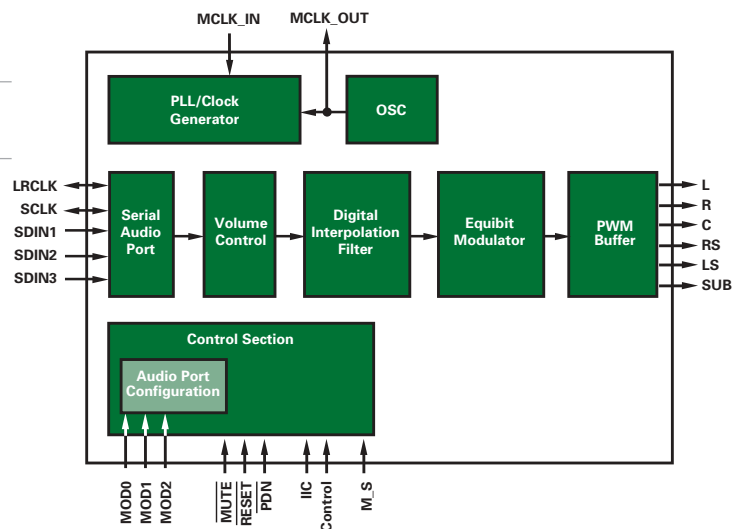 MCLK_IN
MCLK_OUT
PLL/Clock
Generator
OSC
LRCLK
SCLK
SDIN1
SDIN2
SDIN3
Serial
Audio
Port
Volume
Control
Digital
Interpolation
Filter
Equibit
Modulator
PWM
Buffer
L
R
C
RS
LS
SUB
Control Section
Audio Port
Configuration
MOD0
MOD1
MOD2
MUTE
RESET
PDN
IIC
Control
M_S